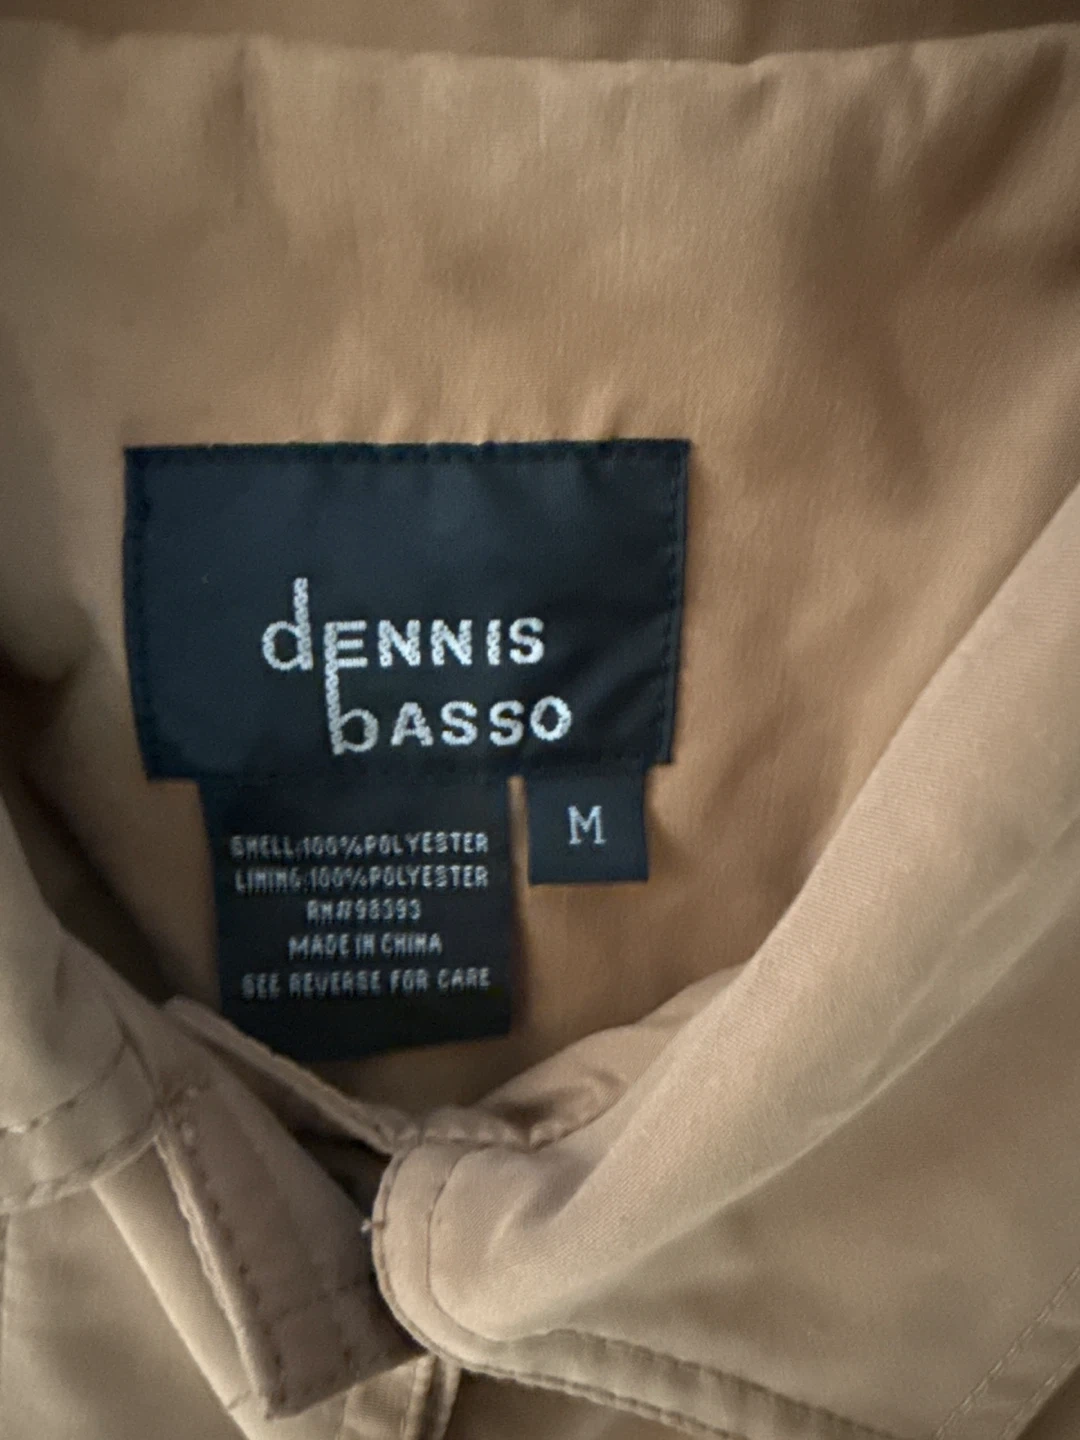 dENNIS
bASSO
M
SHELL:100%POLYESTER
LINING:100%POLYESTER
RN#98393
MADE IN CHINA
SEE REVERSE FOR CARE